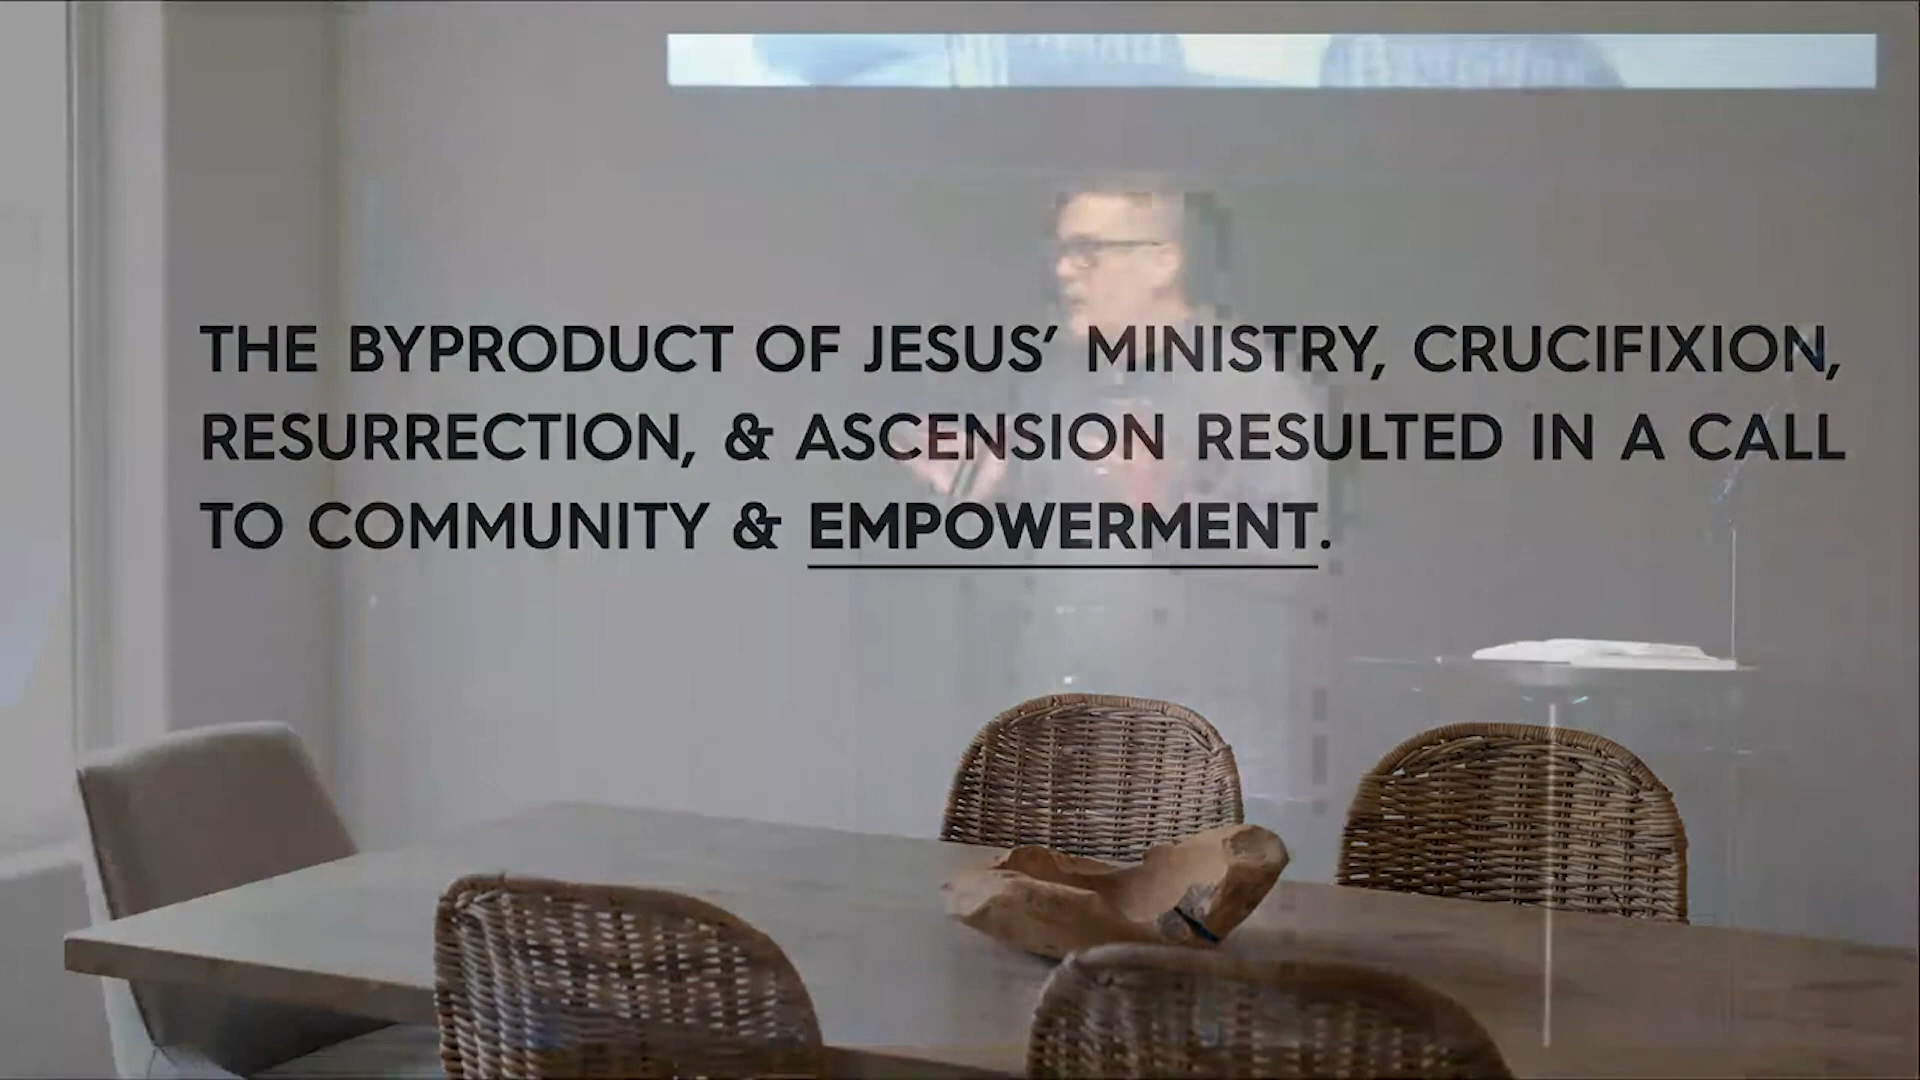 THE BYPRODUCT OF JESUS’ MINISTRY, CRUCIFIXION,
RESURRECTION, & ASCENSION RESULTED IN A CALL
TO COMMUNITY & EMPOWERMENT.